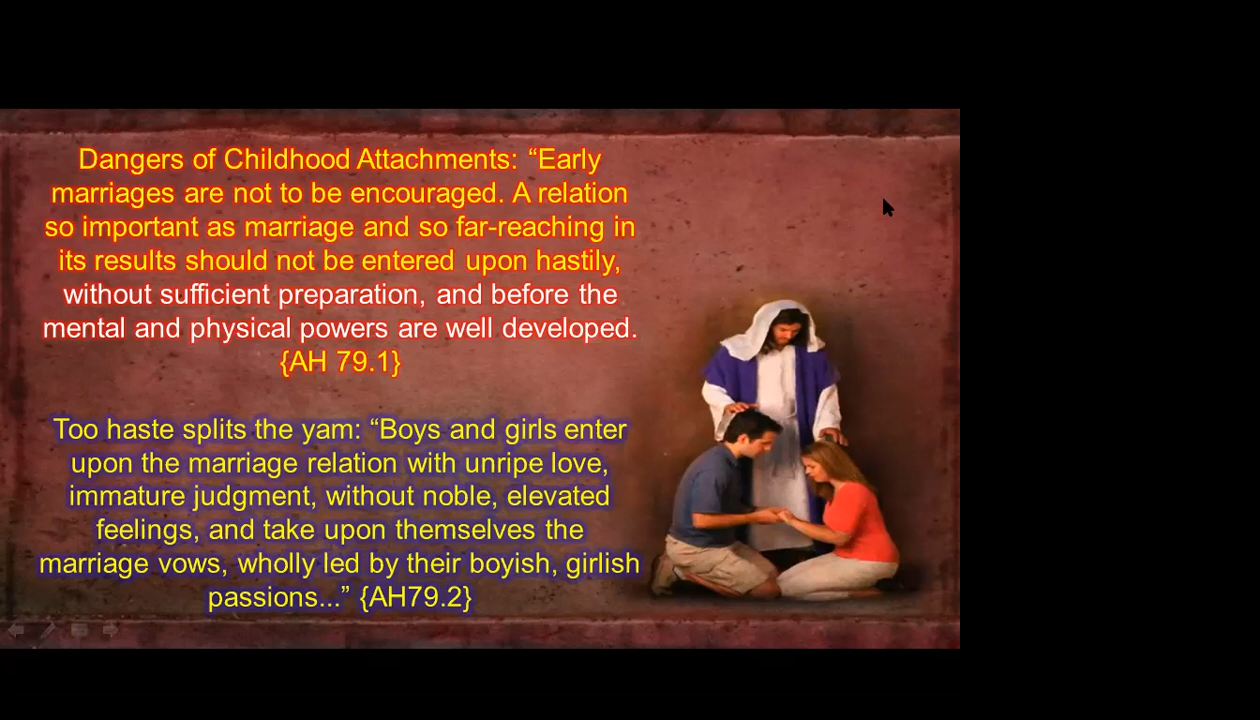 Dangers of Childhood Attachments: “Early
marriages are not to be encouraged. A relation
so important as marriage and so far-reaching in
its results should not be entered upon hastily,
without sufficient preparation, and before the
mental and physical powers are well developed.
{AH 79.1}
Too haste splits the yam: “Boys and girls enter
upon the marriage relation with unripe love,
immature judgment, without noble, elevated
feelings, and take upon themselves the
marriage vows, wholly led by their boyish, girlish
passions...” {AH79.2}